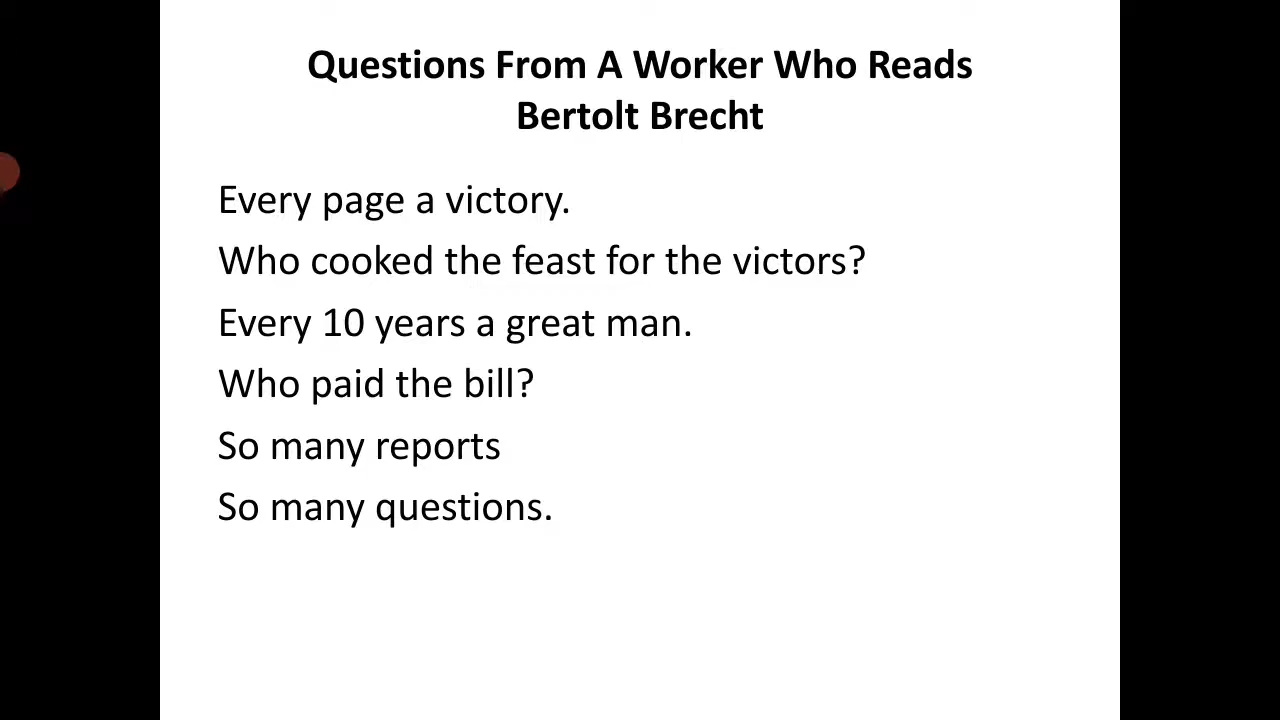 Questions From A Worker Who Reads
Bertolt Brecht
Every page a victory.
Who cooked the feast for the victors?
Every 10 years a great man.
Who paid the bill?
So many reports
So many questions.